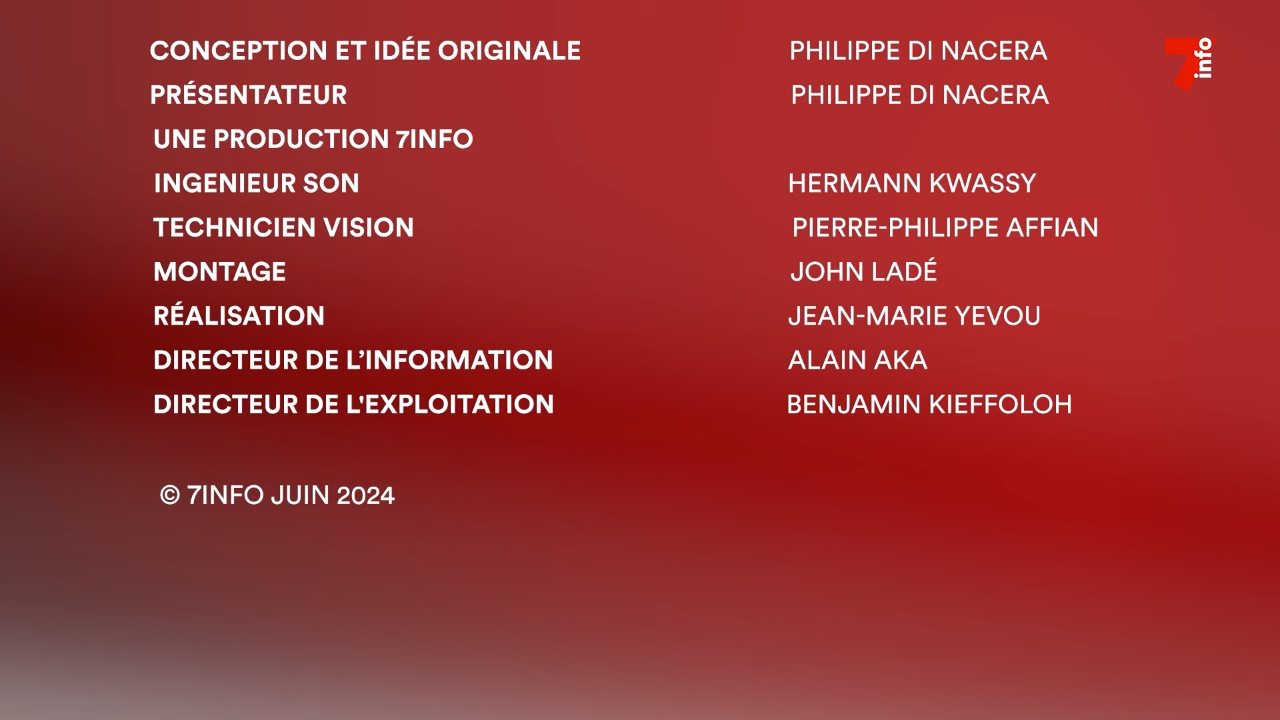 CONCEPTION ET IDÉE ORIGINALE PHILIPPE DI NACERA
PRÉSENTATEUR PHILIPPE DI NACERA
UNE PRODUCTION 7INFO
INGENIEUR SON HERMANN KWASSY
TECHNICIEN VISION PIERRE-PHILIPPE AFFIAN
MONTAGE JOHN LADÉ
RÉALISATION JEAN-MARIE YEVOU
DIRECTEUR DE L’INFORMATION ALAIN AKA
DIRECTEUR DE L'EXPLOITATION BENJAMIN KIEFFOLOH
© 7INFO JUIN 2024
7info